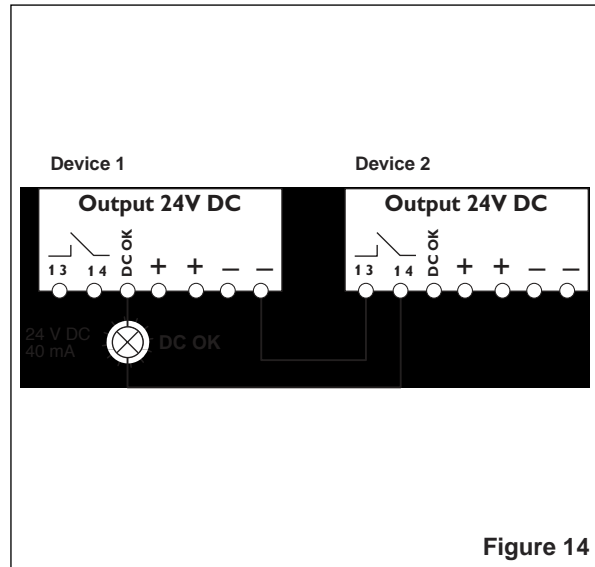 Device 1
Device 2
Output 24V DC
13 14 DC OK + + – –
Output 24V DC
13 14 DC OK + + – –
24 V DC
40 mA
DC OK
Figure 14